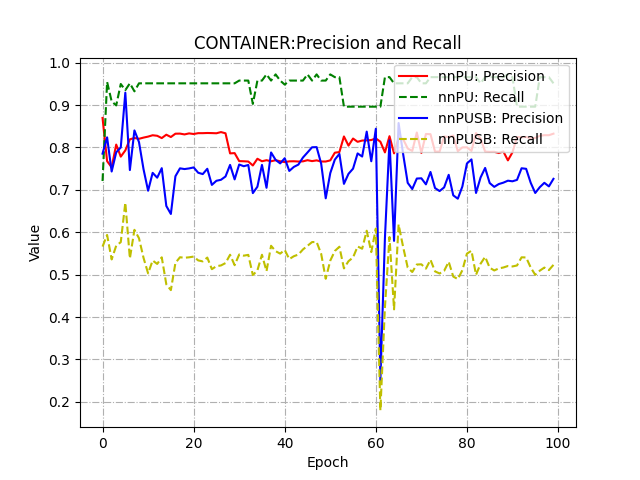 CONTAINER:Precision and Recall
1.0
0.9
0.8
0.7
0.6
0.5
0.4
0.3
0.2
Value
0
20
40
60
80
100
Epoch
nnPU: Precision
nnPU: Recall
nnPUSB: Precision
nnPUSB: Recall